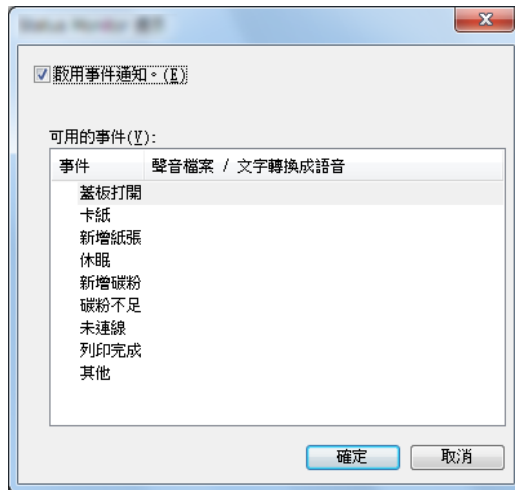 啟用事件通知。(E)
可用的事件(V):
事件 聲音檔案 / 文字轉換成語音
蓋板打開
卡紙
新增紙張
休眠
新增碳粉
碳粉不足
未連線
列印完成
其他
確定 取消